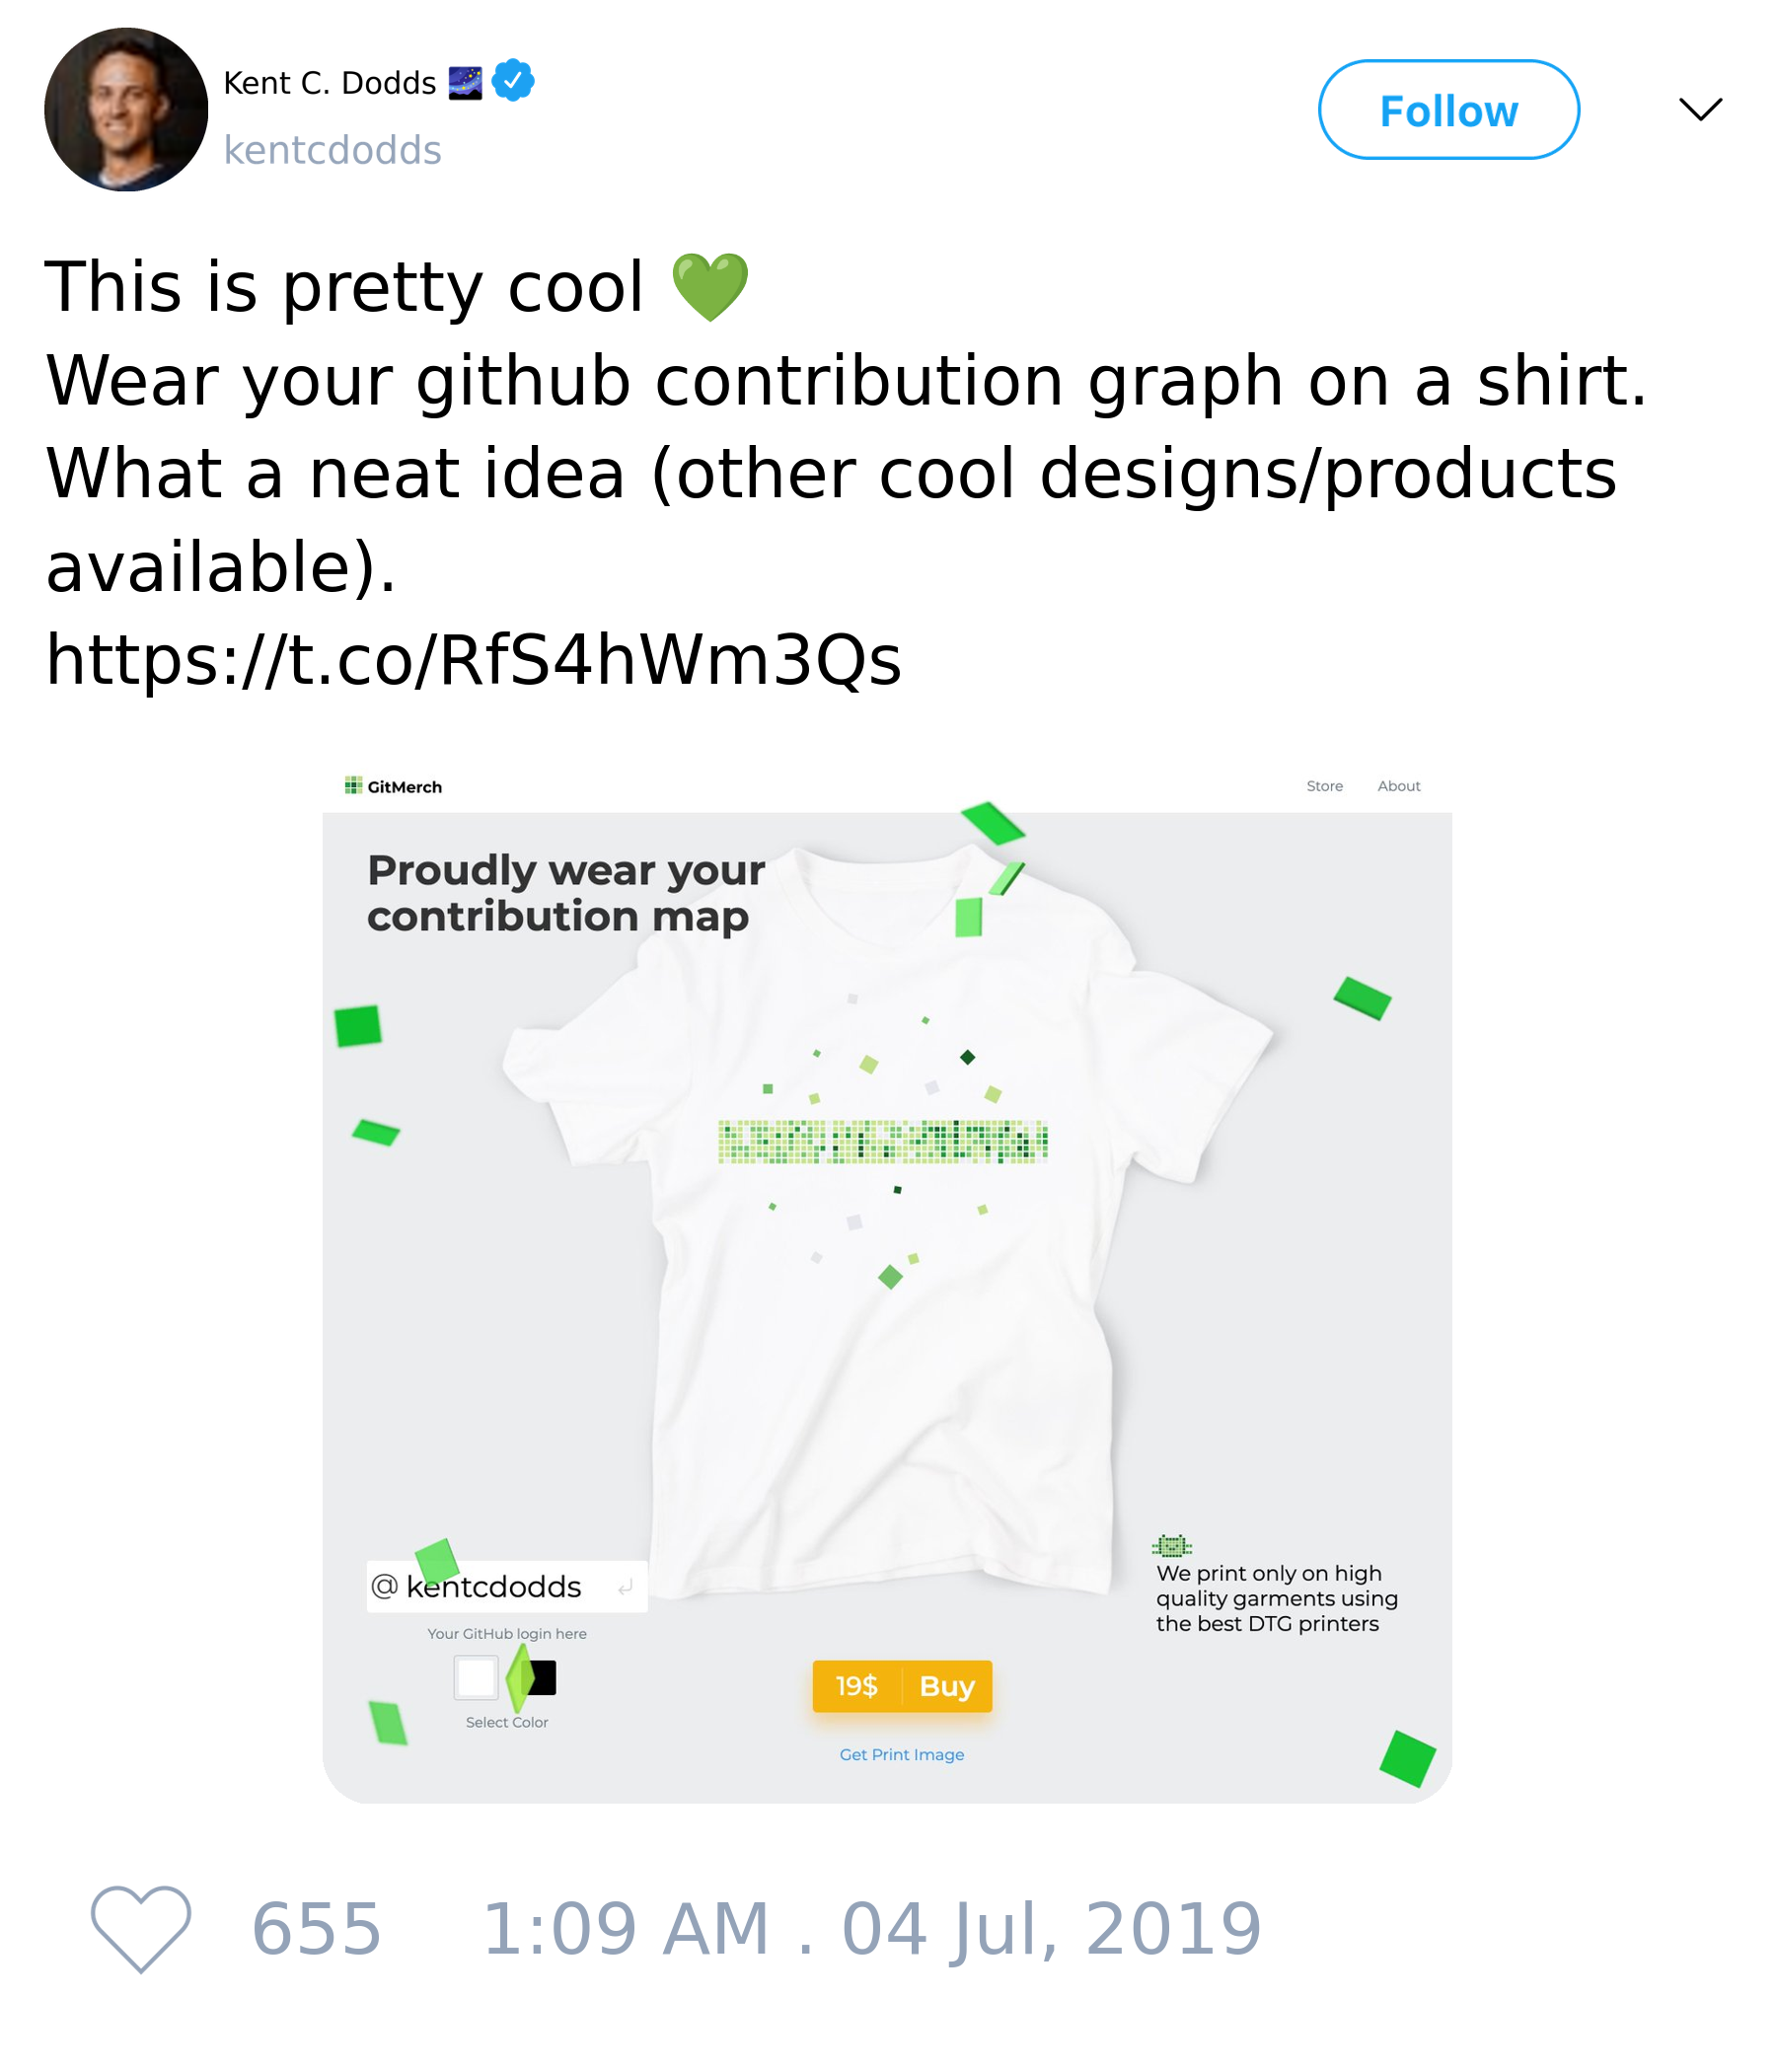 Kent C. Dodds 🌌
kentcdodds
Follow
This is pretty cool 💚
Wear your github contribution graph on a shirt.
What a neat idea (other cool designs/products
available).
https://t.co/RfS4hWm3Qs
GitMerch
Store About
Proudly wear your
contribution map
@ kentcdodds
Your GitHub login here
Select Color
We print only on high
quality garments using
the best DTG printers
19$ Buy
Get Print Image
655 1:09 AM . 04 Jul, 2019